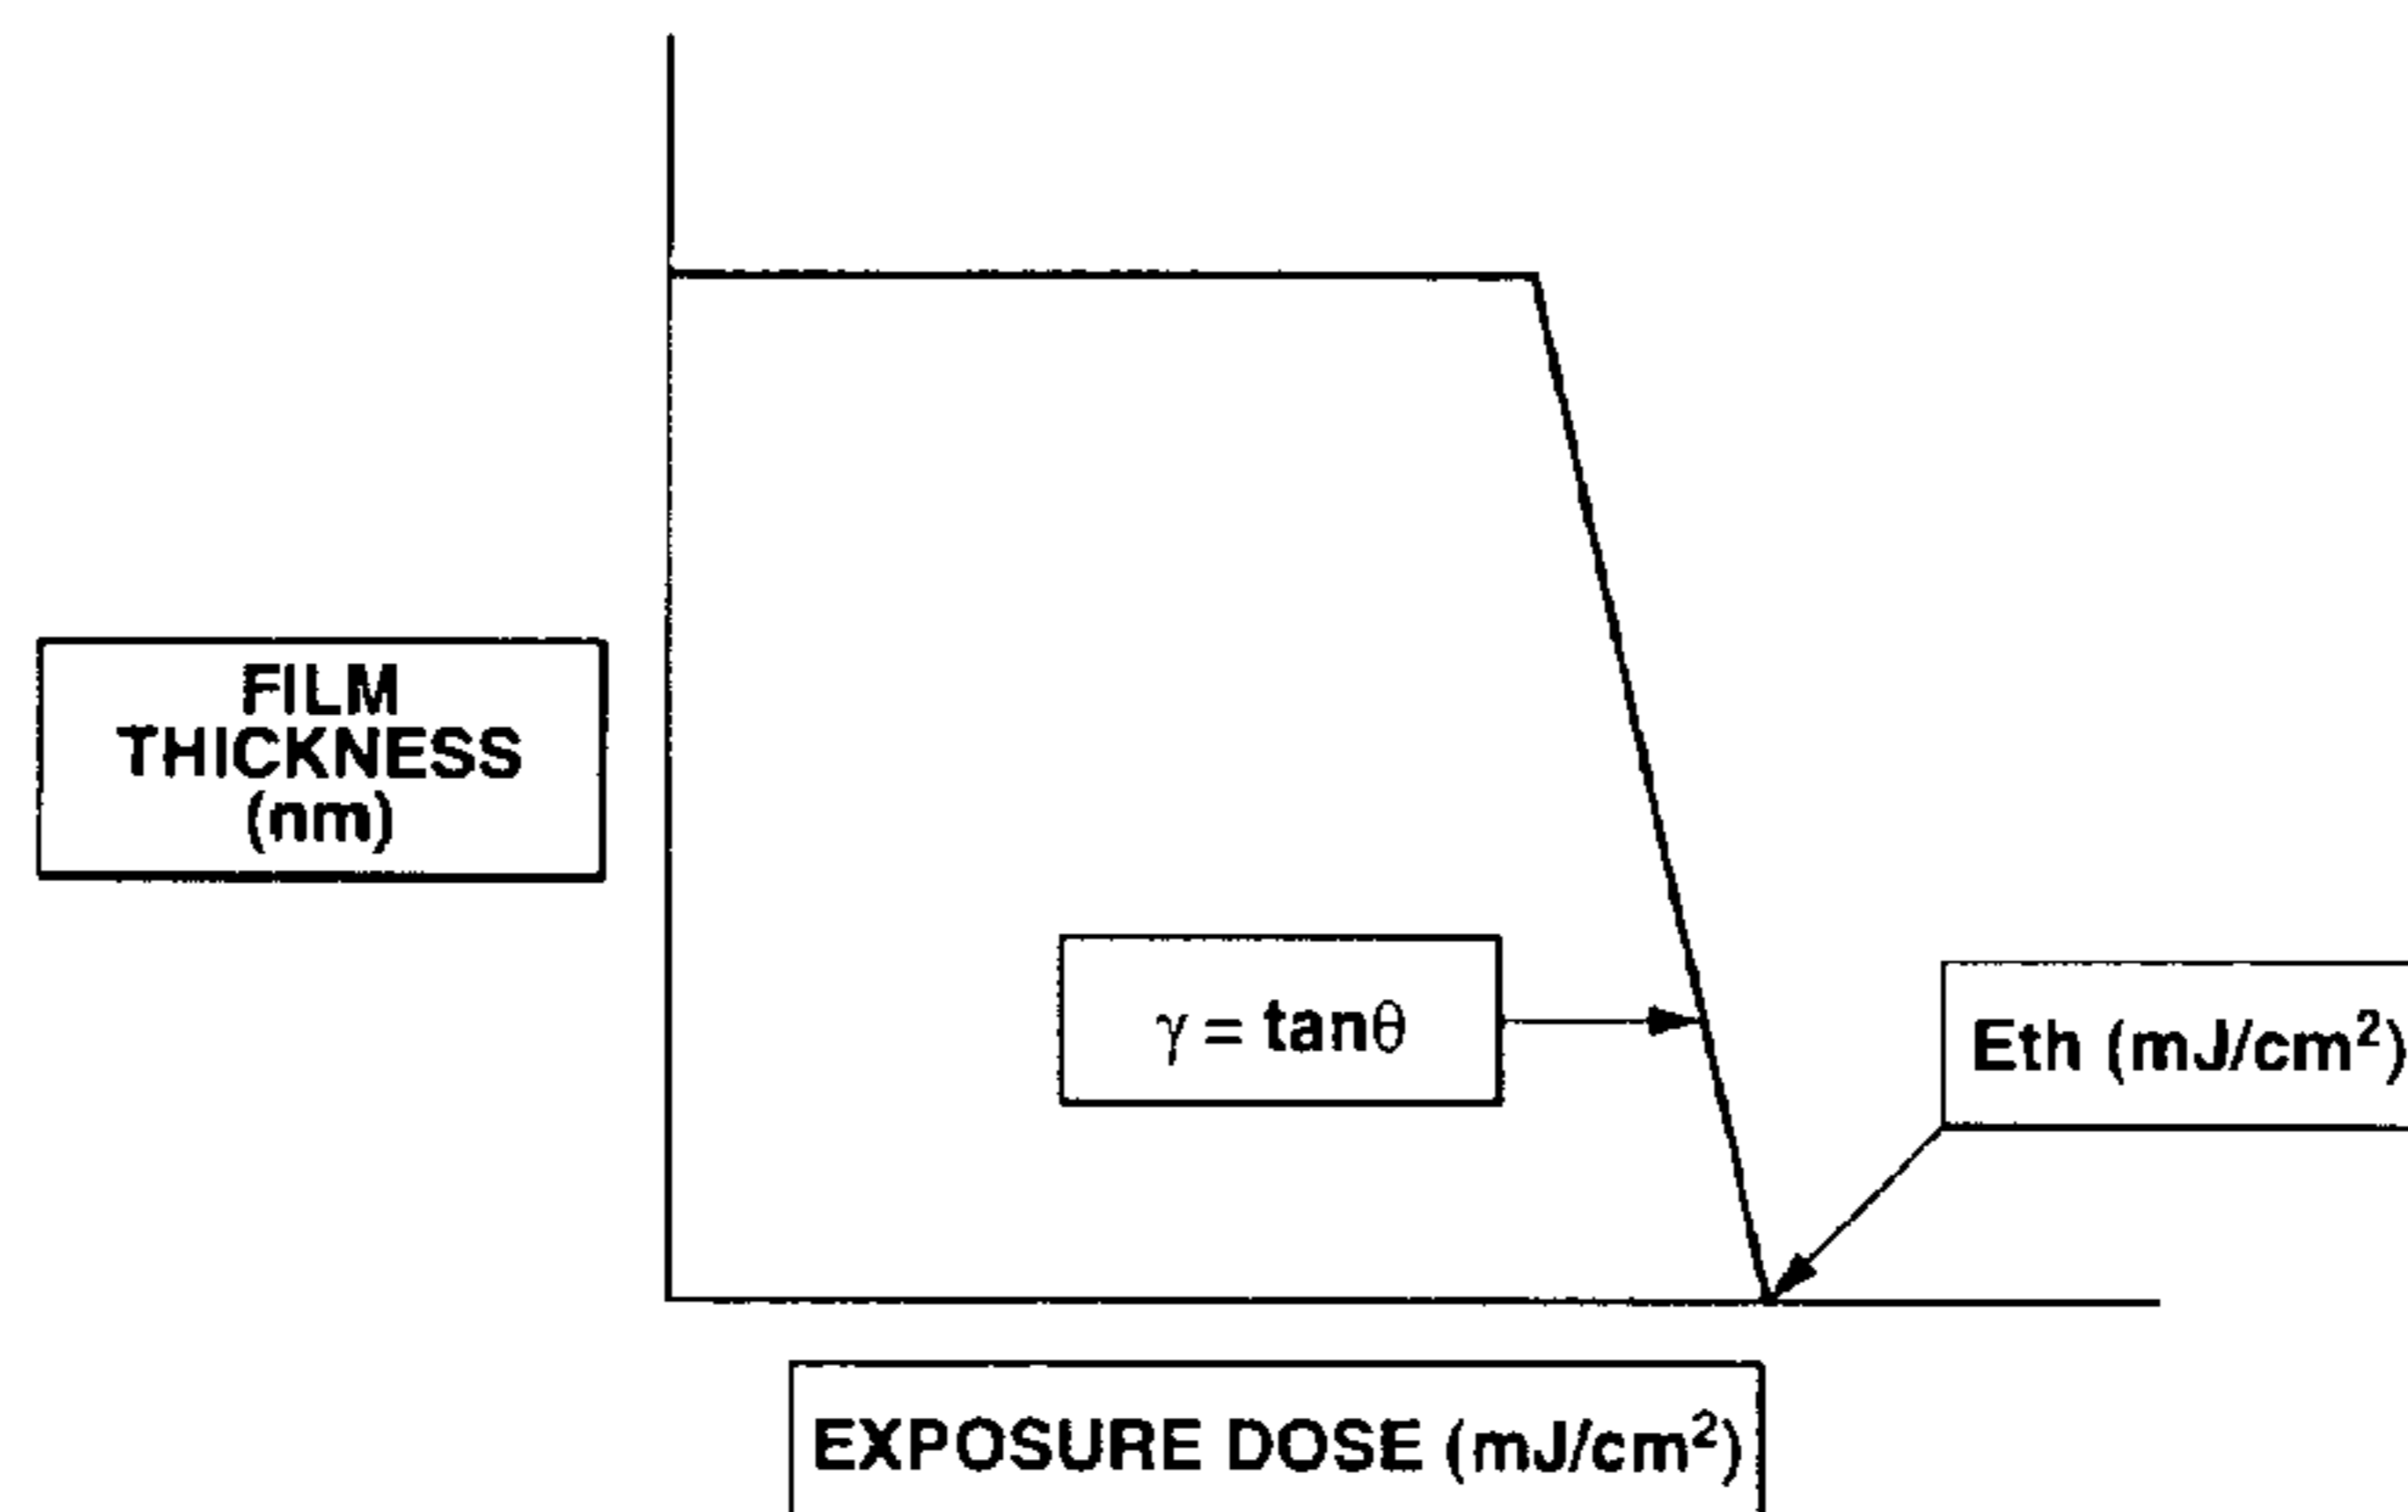 FILM
THICKNESS
(nm)
γ = tanθ
Eth (mJ/cm²)
EXPOSURE DOSE (mJ/cm²)